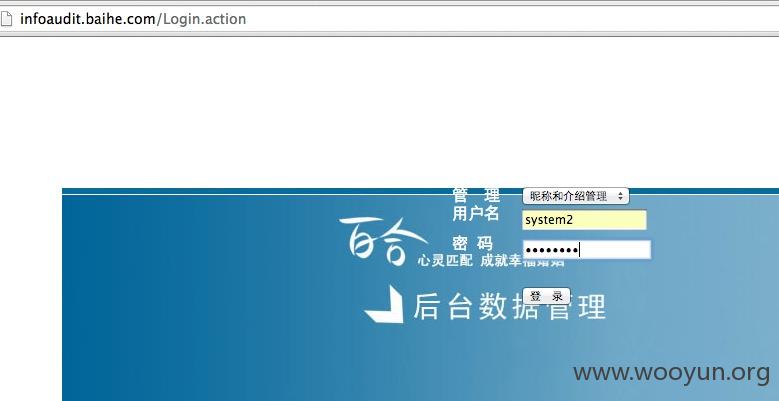 infoaudit.baihe.com/Login.action
管 理 昵称和介绍管理
用户名 system2
密 码 ••••••••
百合
心灵匹配 成就幸福婚姻
登 录
后台数据管理
www.wooyun.org